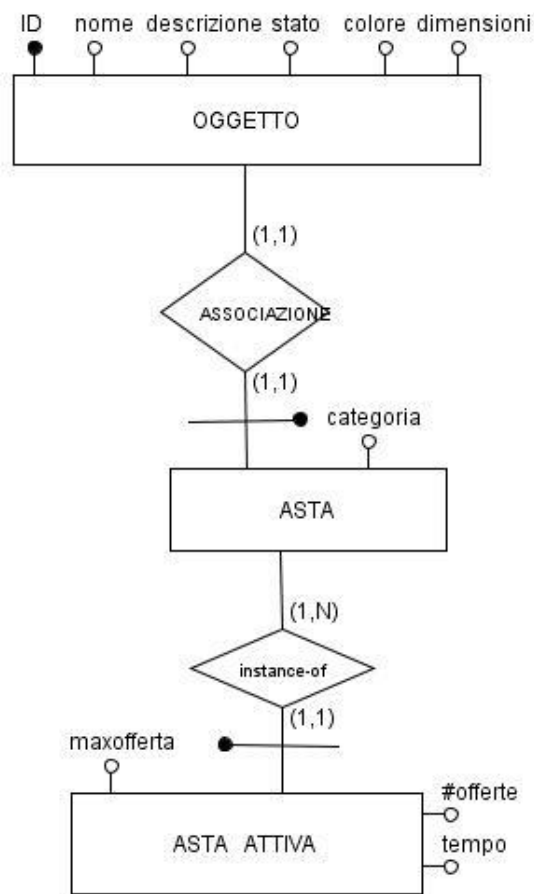 ID nome descrizione stato colore dimensioni
OGGETTO
(1,1)
ASSOCIAZIONE
(1,1)
categoria
ASTA
(1,N)
instance-of
(1,1)
maxofferta
#offerte
ASTA ATTIVA
tempo